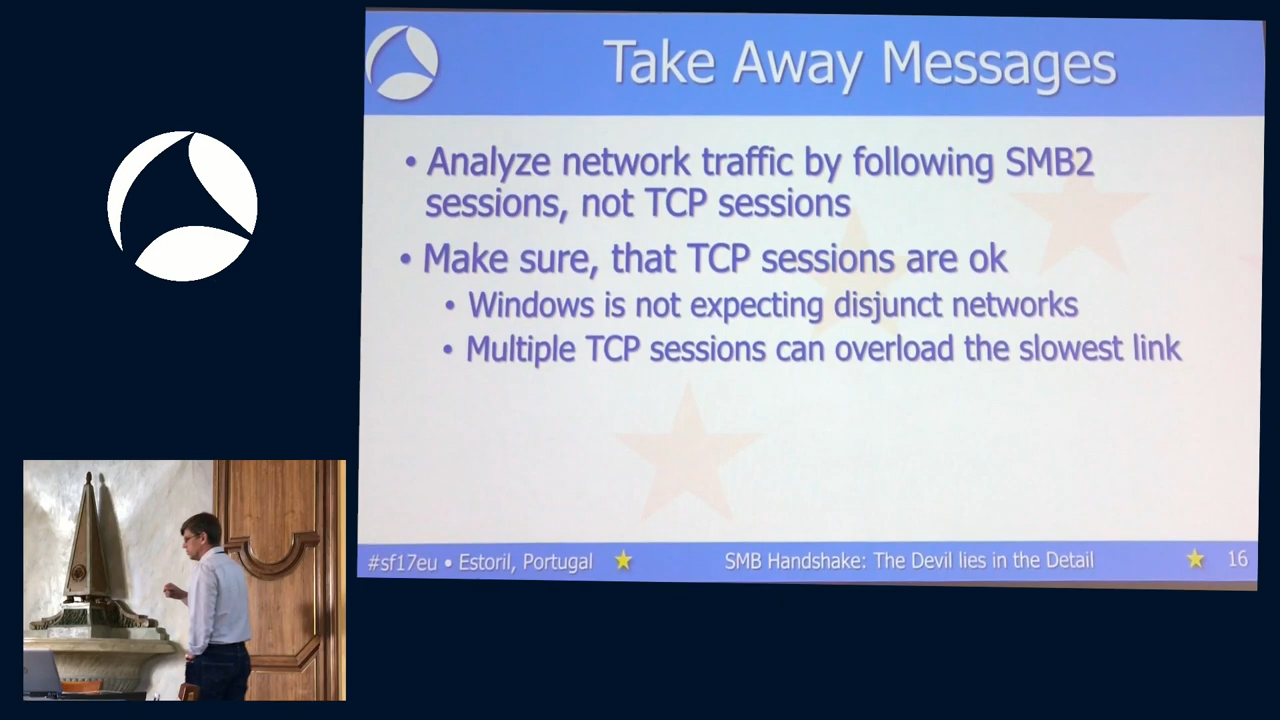 Take Away Messages
• Analyze network traffic by following SMB2
sessions, not TCP sessions
• Make sure, that TCP sessions are ok
• Windows is not expecting disjunct networks
• Multiple TCP sessions can overload the slowest link
#sf17eu • Estoril, Portugal
SMB Handshake: The Devil lies in the Detail
16